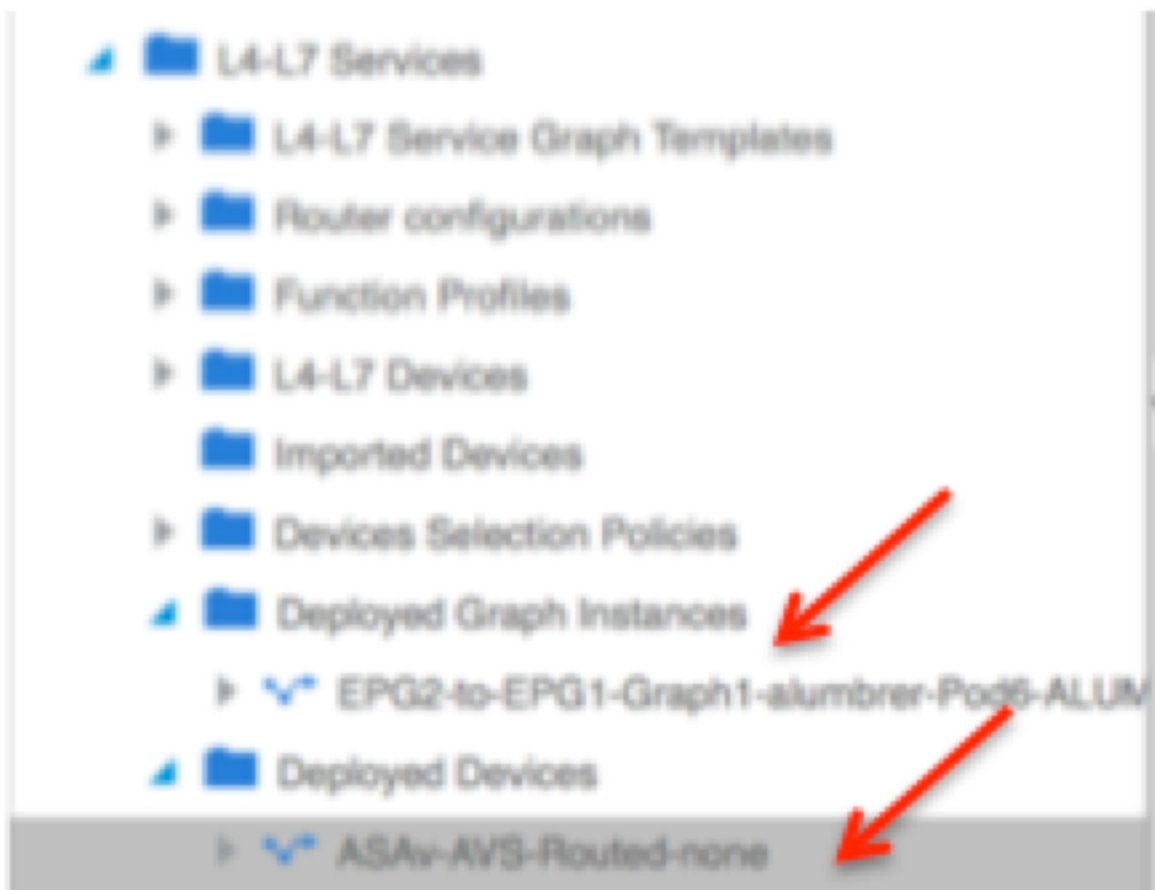 L4-L7 Services
L4-L7 Service Graph Templates
Router configurations
Function Profiles
L4-L7 Devices
Imported Devices
Devices Selection Policies
Deployed Graph Instances
EPG2-to-EPG1-Graph1-alumbrer-Pod6-ALUM
Deployed Devices
ASAv-AVS-Routed-none